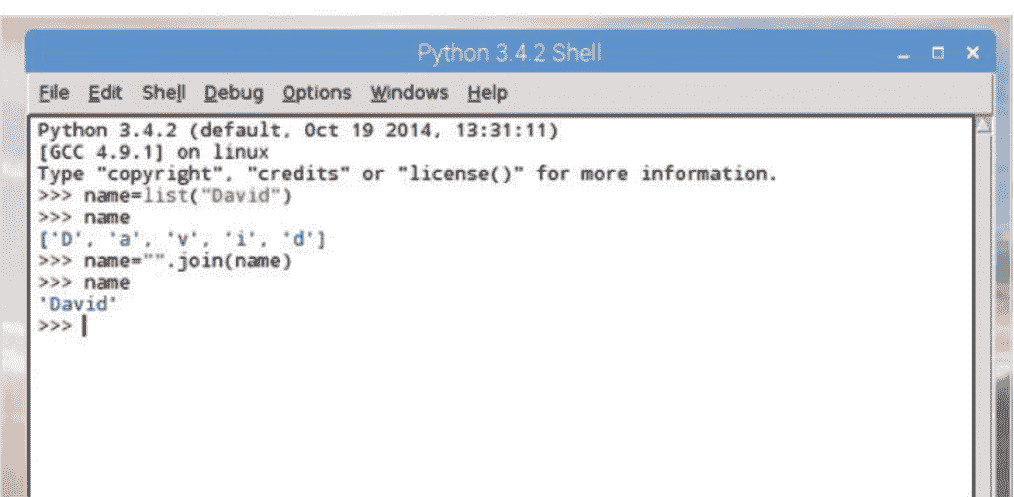 Python 3.4.2 Shell
File Edit Shell Debug Options Windows Help
Python 3.4.2 (default, Oct 19 2014, 13:31:11)
[GCC 4.9.1] on linux
Type "copyright", "credits" or "license()" for more information.
>>> name=list("David")
>>> name
['D', 'a', 'v', 'i', 'd']
>>> name="".join(name)
>>> name
'David'
>>>